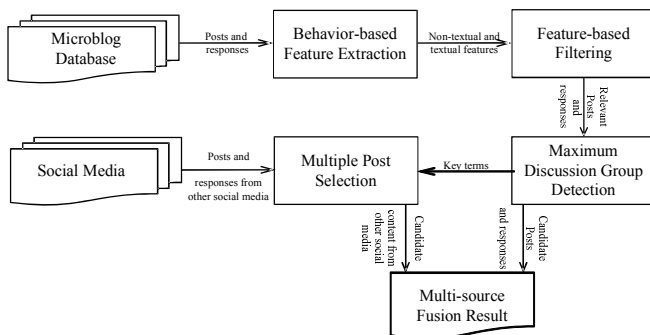 Microblog
Database
Posts and
responses
Behavior-based
Feature Extraction
Non-textual and
textual features
Feature-based
Filtering
Relevant
Posts
and
responses
Social Media
Posts and
responses from
other social media
Multiple Post
Selection
Key terms
Maximum
Discussion Group
Detection
Candidate
content from
other social
media
Candidate
Posts
and responses
Multi-source
Fusion Result